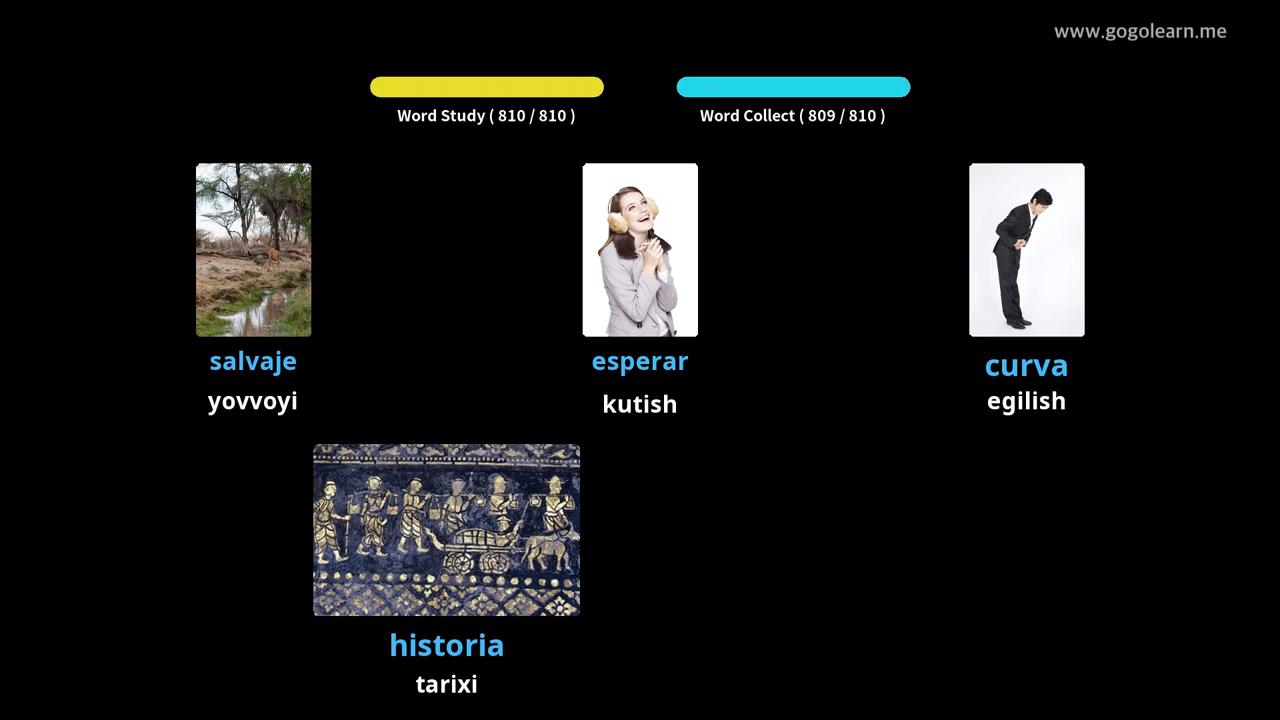 www.gogolearn.me
Word Study ( 810 / 810 )
Word Collect ( 809 / 810 )
salvaje
yovvoyi
esperar
kutish
curva
egilish
historia
tarixi